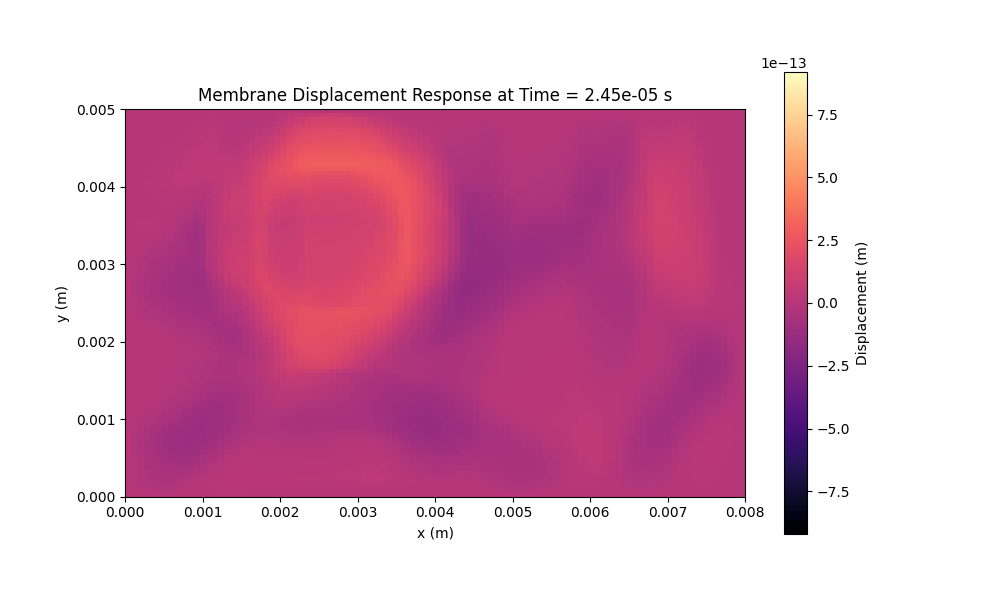 1e−13
Membrane Displacement Response at Time = 2.45e-05 s
0.005
0.004
0.003
0.002
0.001
0.000
y (m)
0.000 0.001 0.002 0.003 0.004 0.005 0.006 0.007 0.008
x (m)
7.5
5.0
2.5
0.0
−2.5
−5.0
−7.5
Displacement (m)